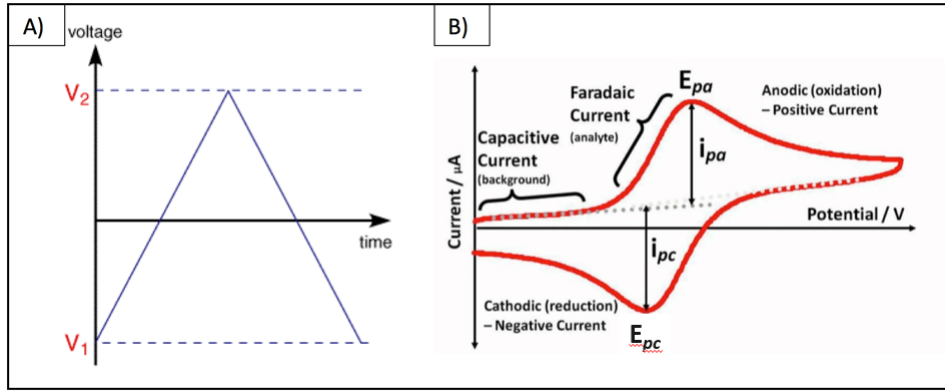 A)
voltage
V2
time
V1
B)
Epa
Anodic (oxidation)
– Positive Current
Faradaic
Current
(analyte)
Capacitive
Current
(background)
ipa
Current / µA
Potential / V
ipc
Cathodic (reduction)
– Negative Current
Epc